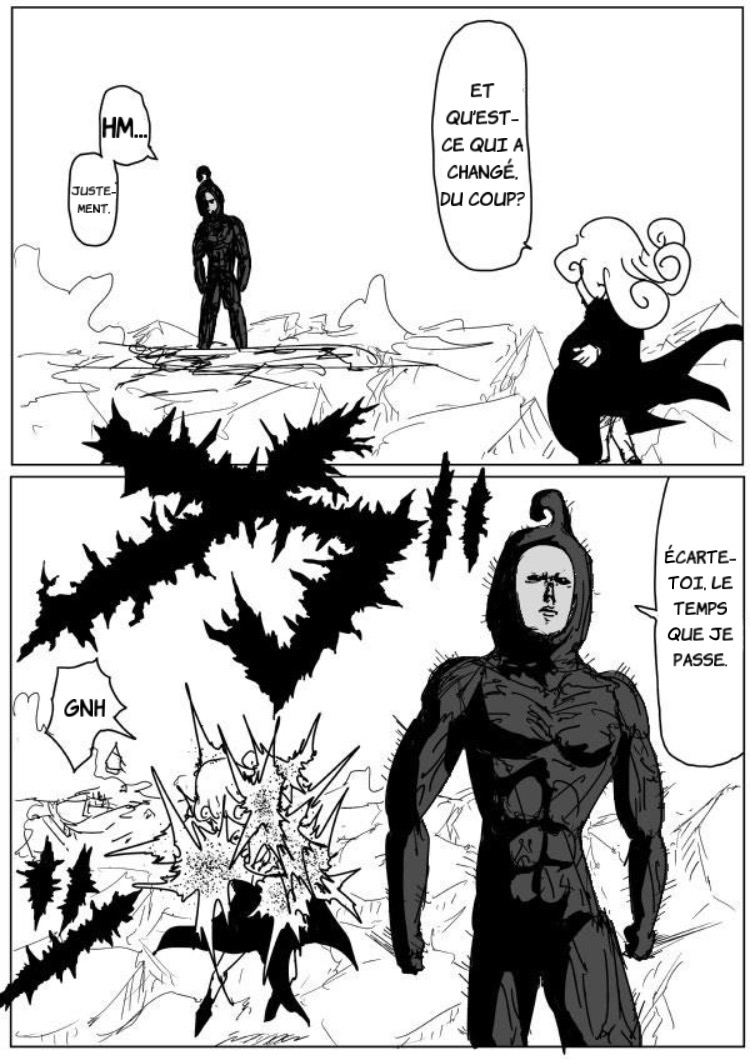 ET
QU'EST-
CE QUI A
CHANGÉ,
DU COUP?
HM...
JUSTE-
MENT.
ÉCARTE-
TOI, LE
TEMPS
QUE JE
PASSE.
GNH